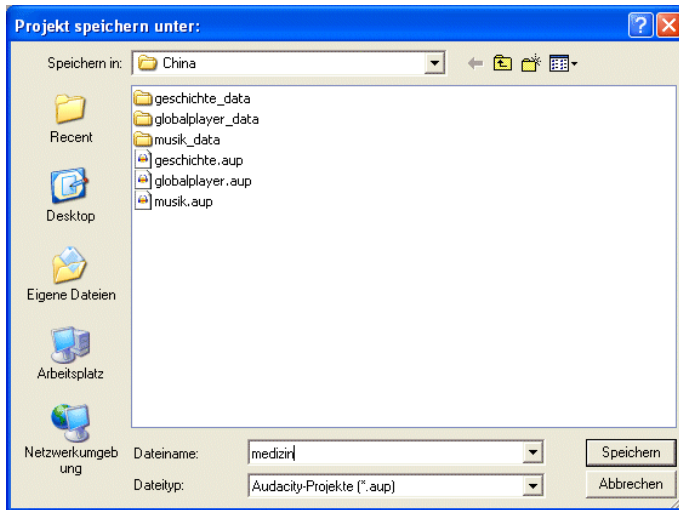 Projekt speichern unter:
Speichern in: China
Recent
Desktop
Eigene Dateien
Arbeitsplatz
Netzwerkumgeb
ung
geschichte_data
globalplayer_data
musik_data
geschichte.aup
globalplayer.aup
musik.aup
Dateiname: medizin Speichern
Dateityp: Audacity-Projekte (*.aup) Abbrechen